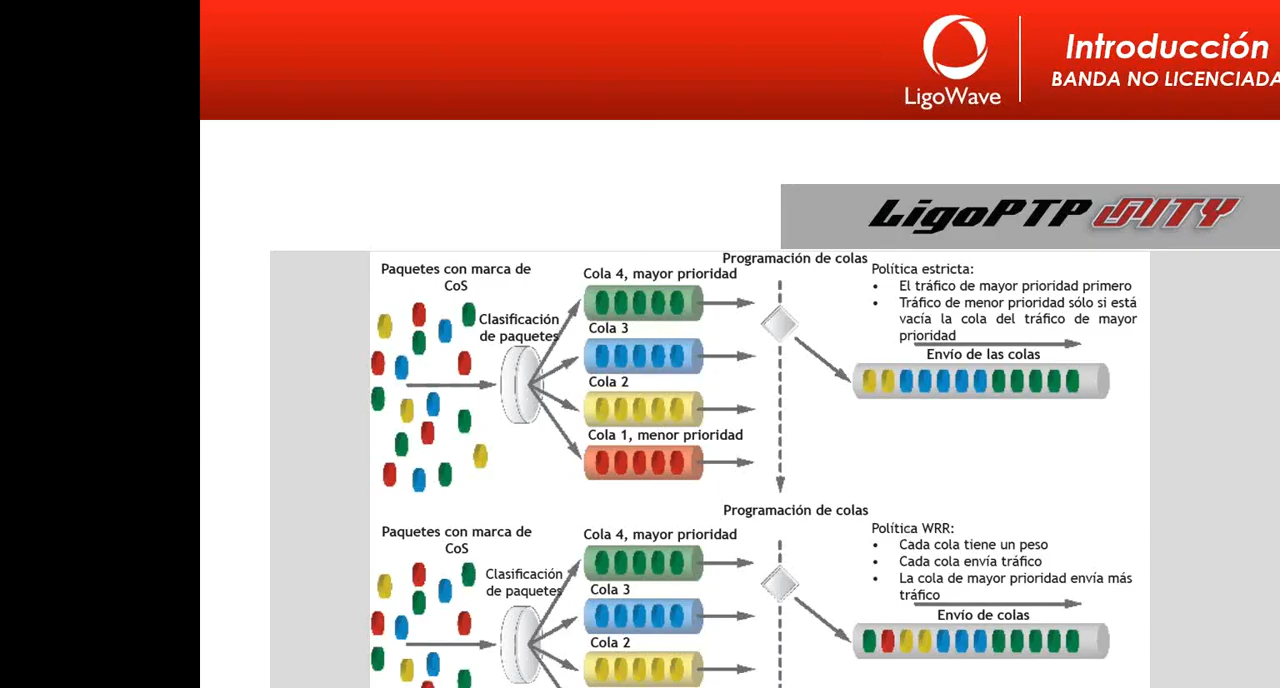 LigoWave
Introducción
BANDA NO LICENCIADA
LigoPTP UNITY
Paquetes con marca de
CoS
Clasificación
de paquetes
Cola 4, mayor prioridad
Cola 3
Cola 2
Cola 1, menor prioridad
Programación de colas
Política estricta:
• El tráfico de mayor prioridad primero
• Tráfico de menor prioridad sólo si está
vacía la cola del tráfico de mayor
prioridad
Envío de las colas
Paquetes con marca de
CoS
Clasificación
de paquetes
Cola 4, mayor prioridad
Cola 3
Cola 2
Programación de colas
Política WRR:
• Cada cola tiene un peso
• Cada cola envía tráfico
• La cola de mayor prioridad envía más
tráfico
Envío de colas